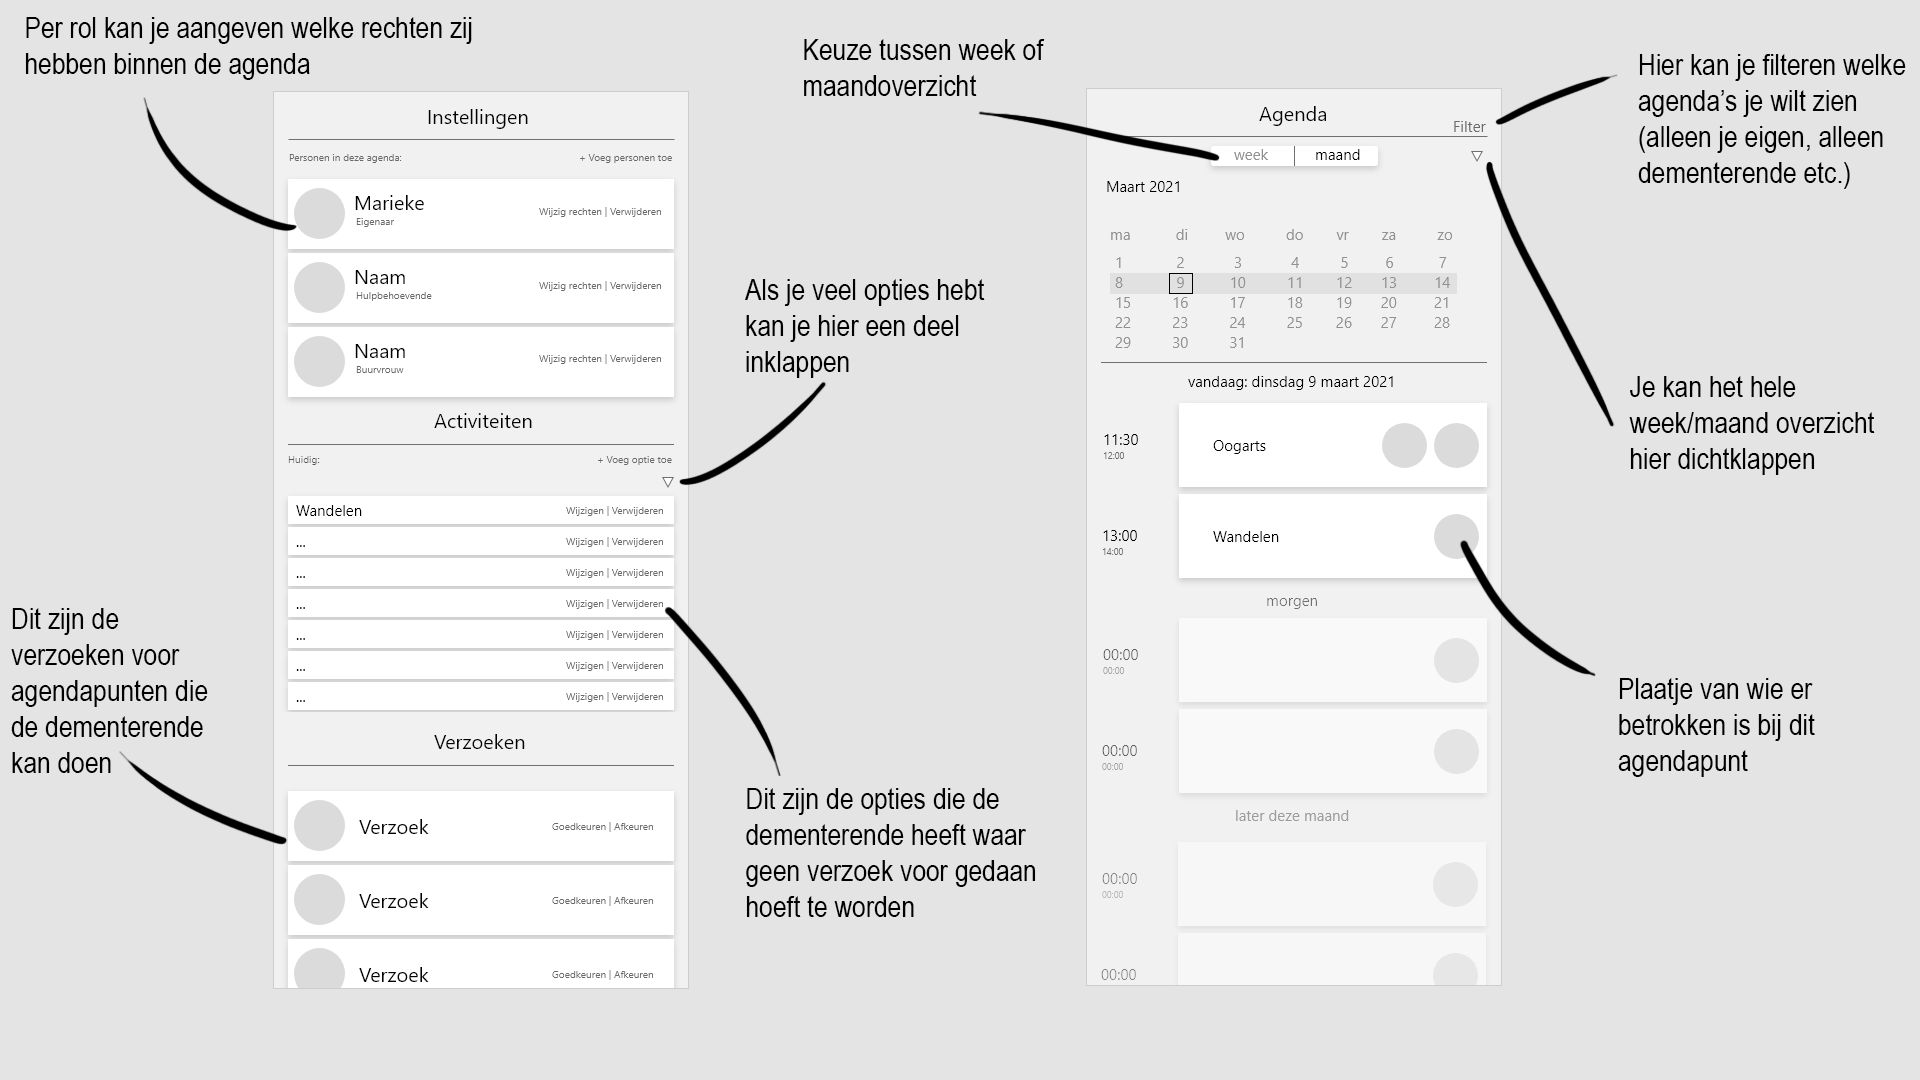 Per rol kan je aangeven welke rechten zij
hebben binnen de agenda
Instellingen
Personen in deze agenda:
+ Voeg personen toe
Marieke
Eigenaar
Wijzig rechten | Verwijderen
Naam
Hulpbehoevende
Wijzig rechten | Verwijderen
Naam
Buurvrouw
Wijzig rechten | Verwijderen
Activiteiten
Huidig:
+ Voeg optie toe
Wandelen
Wijzigen | Verwijderen
...
Wijzigen | Verwijderen
...
Wijzigen | Verwijderen
...
Wijzigen | Verwijderen
...
Wijzigen | Verwijderen
...
Wijzigen | Verwijderen
...
Wijzigen | Verwijderen
Verzoeken
Verzoek
Goedkeuren | Afkeuren
Verzoek
Goedkeuren | Afkeuren
Verzoek
Goedkeuren | Afkeuren
Dit zijn de
verzoeken voor
agendapunten die
de dementerende
kan doen
Als je veel opties hebt
kan je hier een deel
inklappen
Dit zijn de opties die de
dementerende heeft waar
geen verzoek voor gedaan
hoeft te worden
Keuze tussen week of
maandoverzicht
Agenda
Filter
week | maand
Maart 2021
ma di wo do vr za zo
1 2 3 4 5 6 7
8 9 10 11 12 13 14
15 16 17 18 19 20 21
22 23 24 25 26 27 28
29 30 31
vandaag: dinsdag 9 maart 2021
11:30
12:00
Oogarts
13:00
14:00
Wandelen
morgen
00:00
00:00
00:00
00:00
later deze maand
00:00
00:00
00:00
Hier kan je filteren welke
agenda’s je wilt zien
(alleen je eigen, alleen
dementerende etc.)
Je kan het hele
week/maand overzicht
hier dichtklappen
Plaatje van wie er
betrokken is bij dit
agendapunt